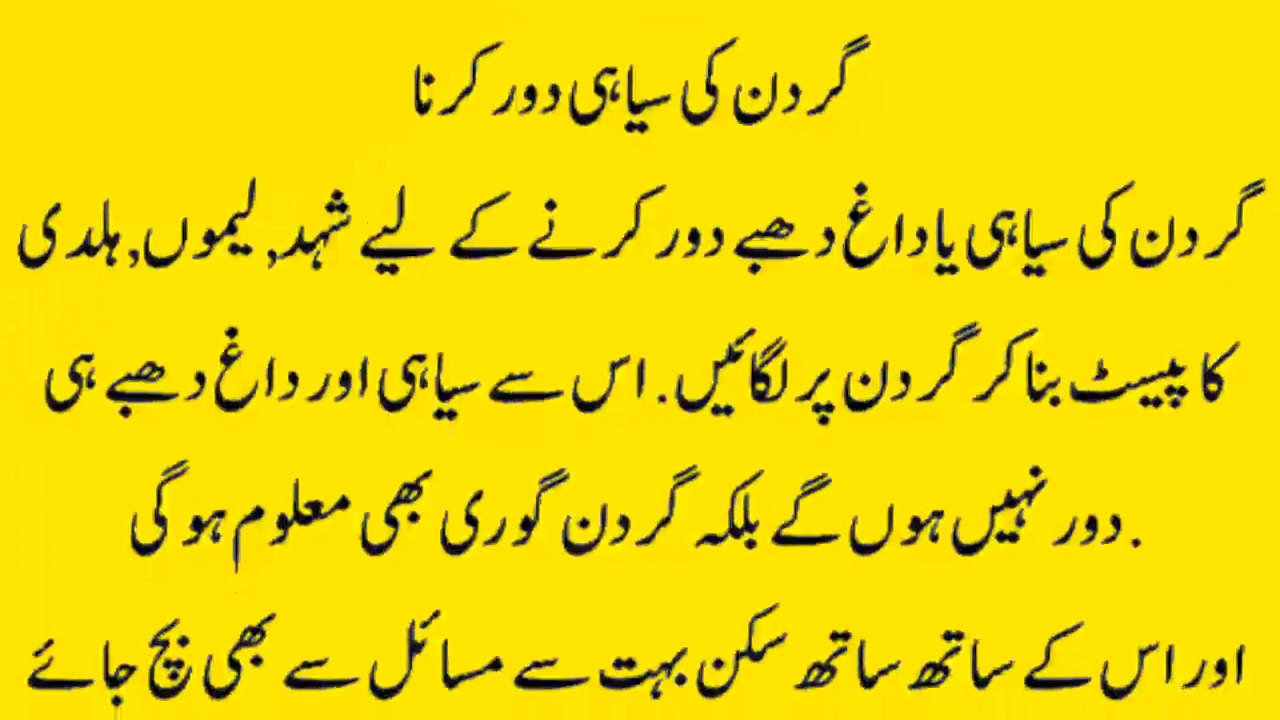 گردن کی سیاہی دور کرنا
گردن کی سیاہی یا داغ دھبے دور کرنے کے لیے شہد, لیموں, ہلدی
کا پیسٹ بنا کر گردن پر لگائیں. اس سے سیاہی اور داغ دھبے ہی
دور نہیں ہوں گے بلکہ گردن گوری بھی معلوم ہو گی.
اور اس کے ساتھ ساتھ سکن بہت سے مسائل سے بھی بچ جائے